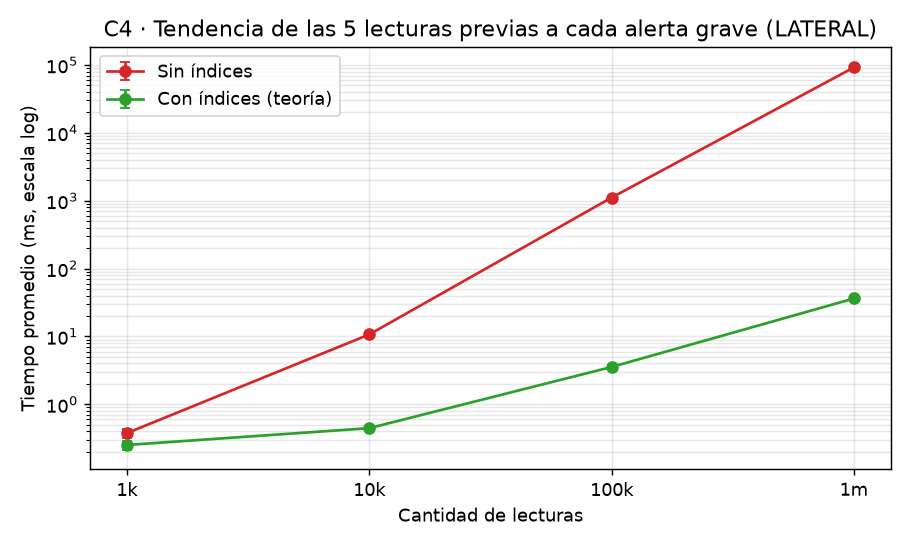 C4 · Tendencia de las 5 lecturas previas a cada alerta grave (LATERAL)
Sin índices
Con índices (teoría)
Tiempo promedio (ms, escala log)
10⁵
10⁴
10³
10²
10¹
10⁰
1k 10k 100k 1m
Cantidad de lecturas